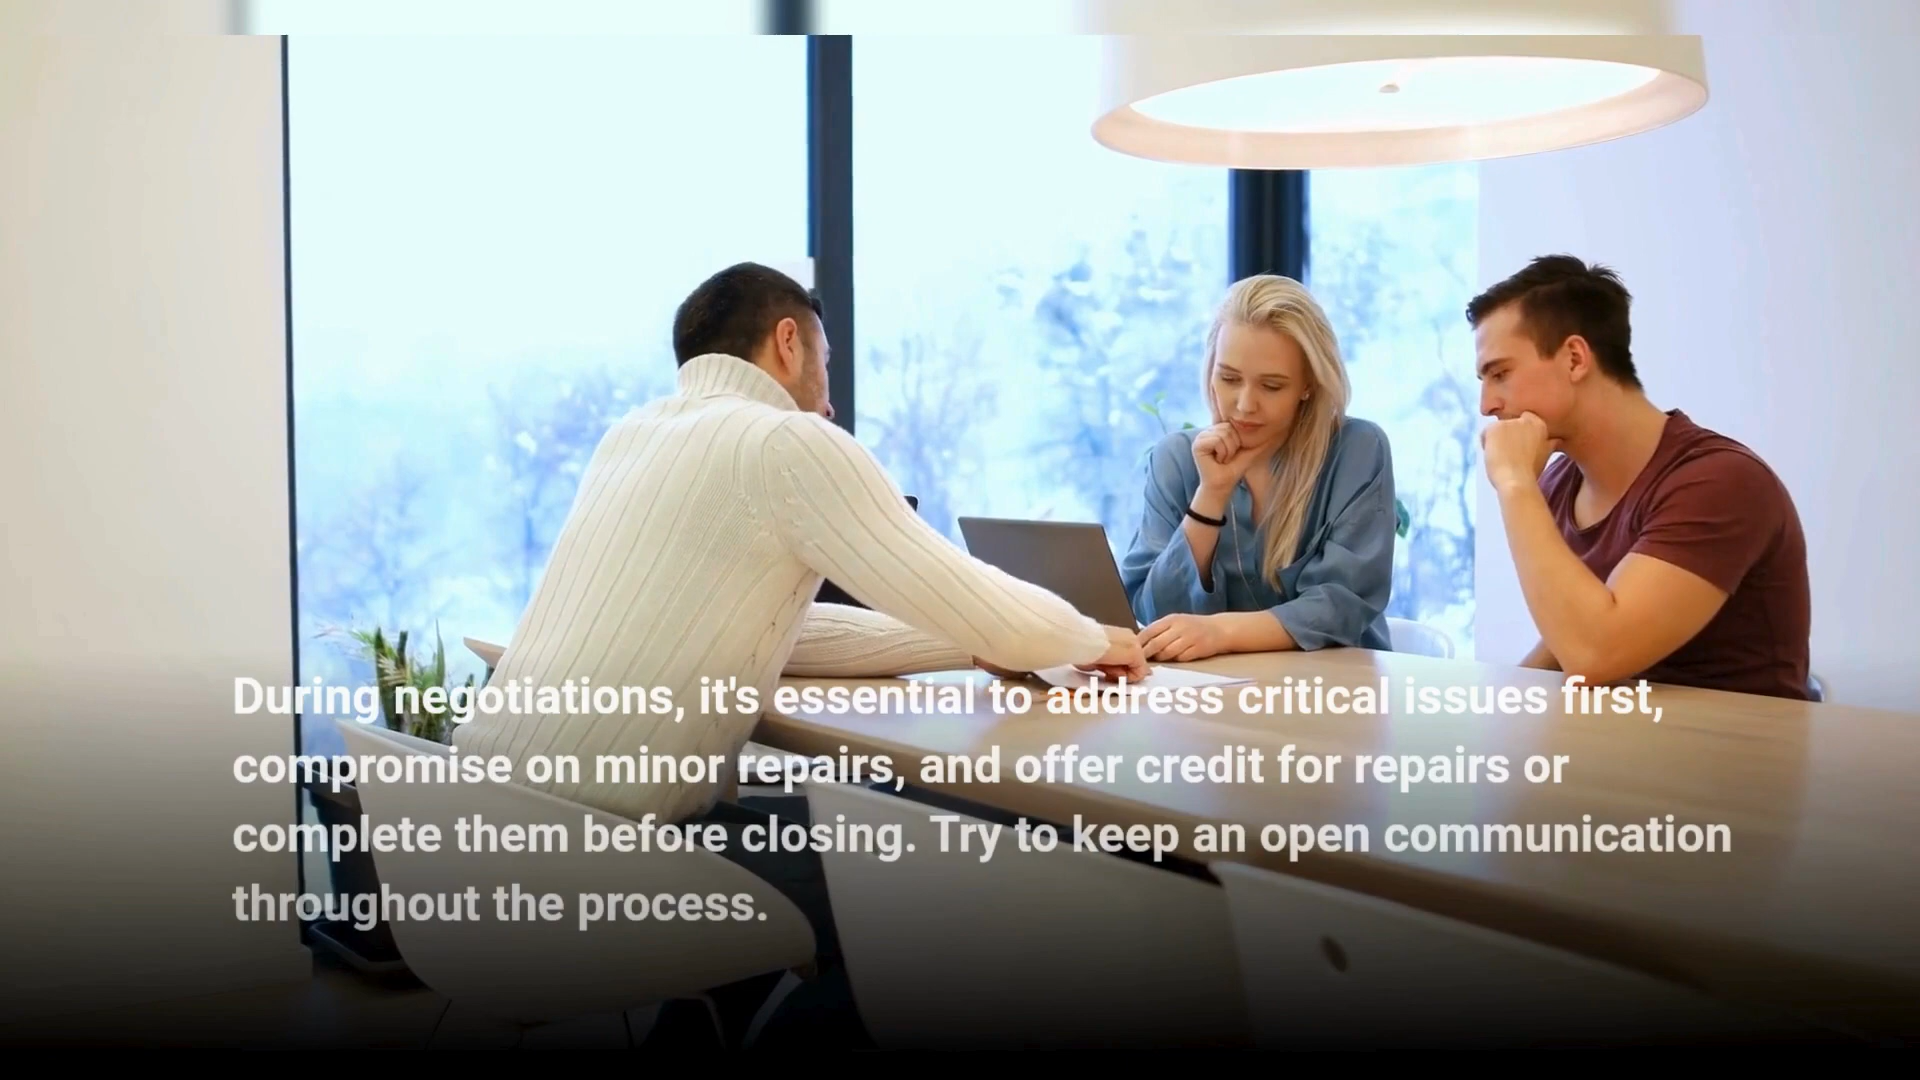 During negotiations, it's essential to address critical issues first,
compromise on minor repairs, and offer credit for repairs or
complete them before closing. Try to keep an open communication
throughout the process.